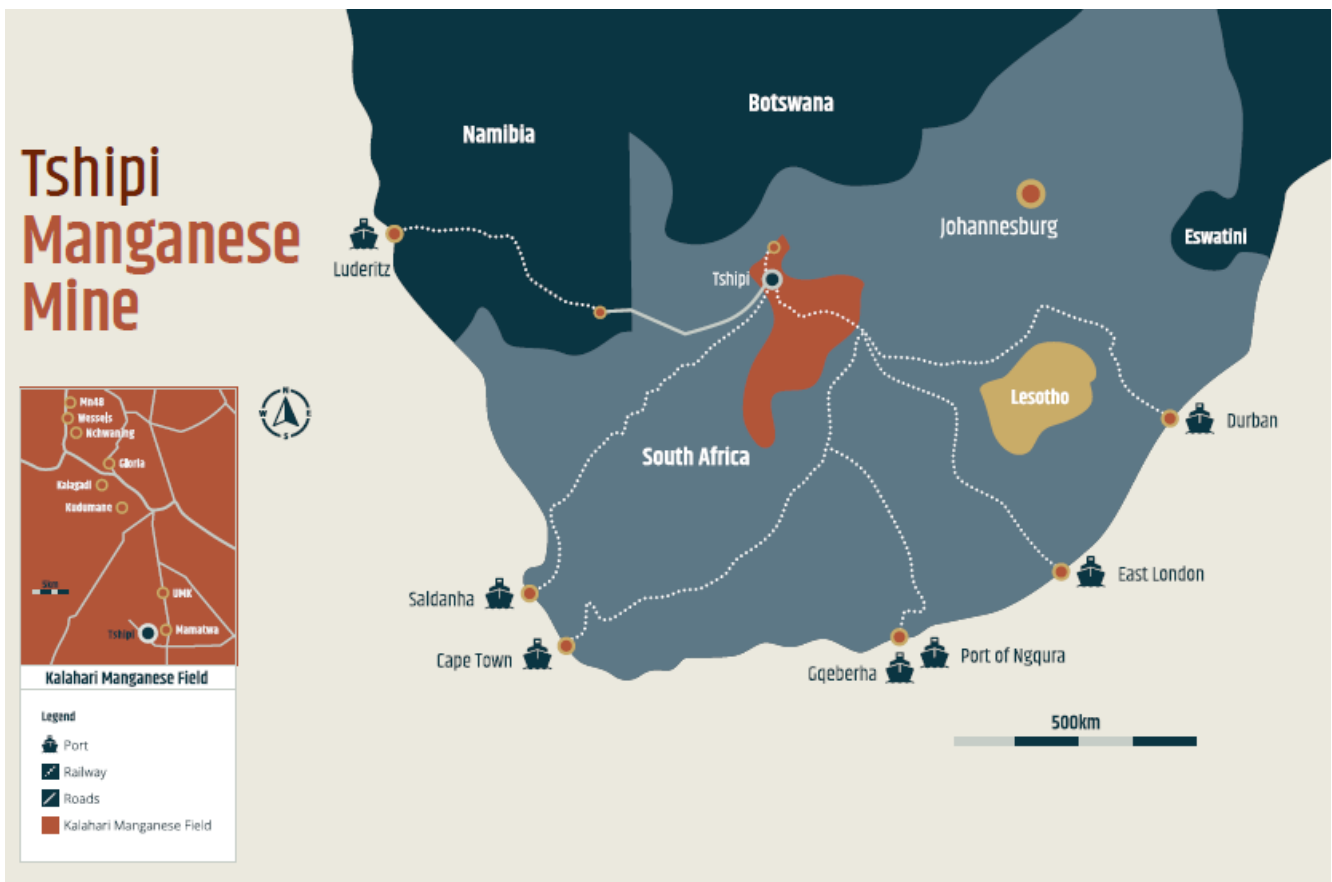 Tshipi
Manganese
Mine
Namibia
Botswana
Johannesburg
Eswatini
Luderitz
Tshipi
Lesotho
Durban
South Africa
East London
Saldanha
Cape Town
Gqeberha
Port of Ngqura
500km
N
W
E
S
Mn48
Wessels
Nchwaning
Gloria
Kalagadi
Kudumane
5km
UMK
Tshipi
Mamatwa
Kalahari Manganese Field
Legend
Port
Railway
Roads
Kalahari Manganese Field